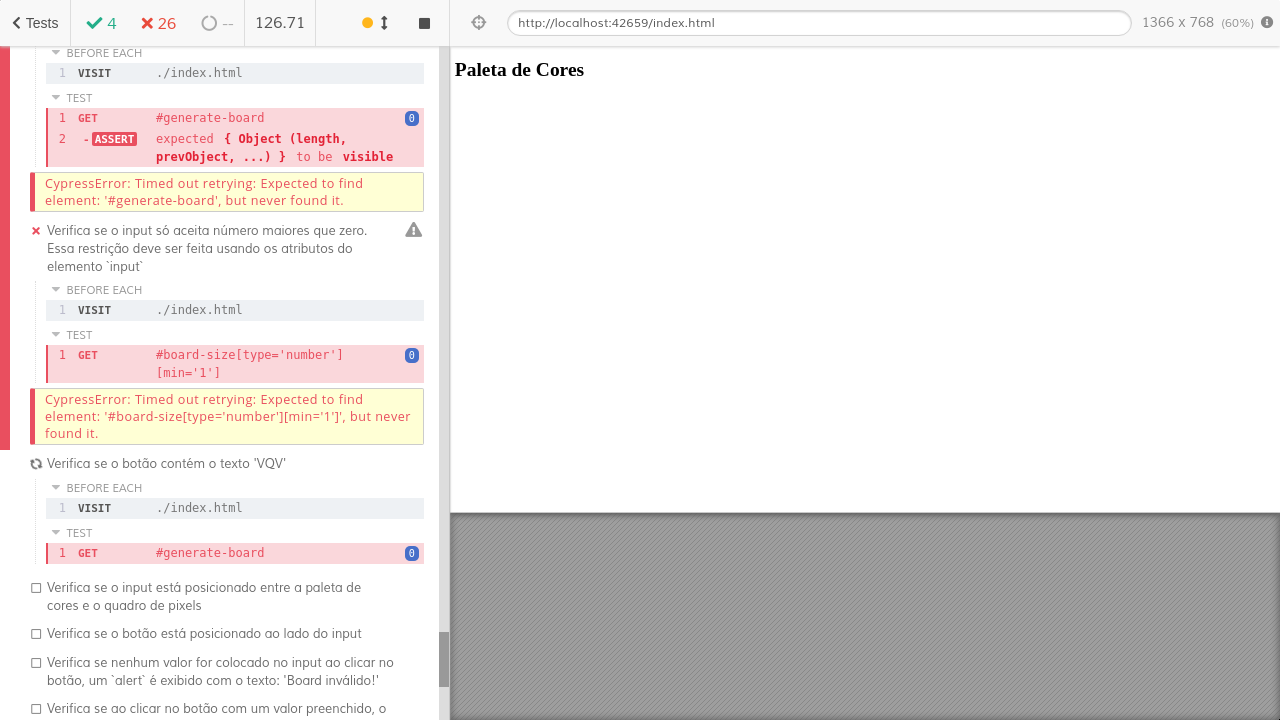 Tests
4
26
--
126.71
http://localhost:42659/index.html
1366 x 768 (60%)
BEFORE EACH
1 VISIT ./index.html
TEST
1 GET #generate-board 0
2 - ASSERT expected { Object (length,
prevObject, ...) } to be visible
CypressError: Timed out retrying: Expected to find
element: '#generate-board', but never found it.
Verifica se o input só aceita número maiores que zero.
Essa restrição deve ser feita usando os atributos do
elemento `input`
BEFORE EACH
1 VISIT ./index.html
TEST
1 GET #board-size[type='number'] 0
[min='1']
CypressError: Timed out retrying: Expected to find
element: '#board-size[type='number'][min='1']', but never
found it.
Verifica se o botão contém o texto 'VQV'
BEFORE EACH
1 VISIT ./index.html
TEST
1 GET #generate-board 0
Verifica se o input está posicionado entre a paleta de
cores e o quadro de pixels
Verifica se o botão está posicionado ao lado do input
Verifica se nenhum valor for colocado no input ao clicar no
botão, um `alert` é exibido com o texto: 'Board inválido!'
Verifica se ao clicar no botão com um valor preenchido, o
Paleta de Cores